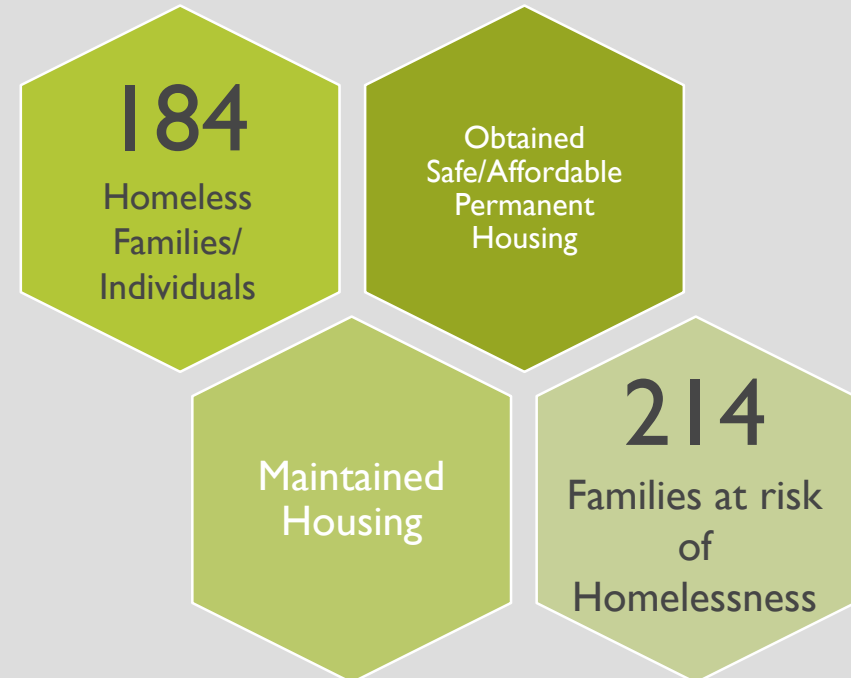 184
Homeless
Families/
Individuals
Obtained
Safe/Affordable
Permanent
Housing
Maintained
Housing
214
Families at risk
of
Homelessness